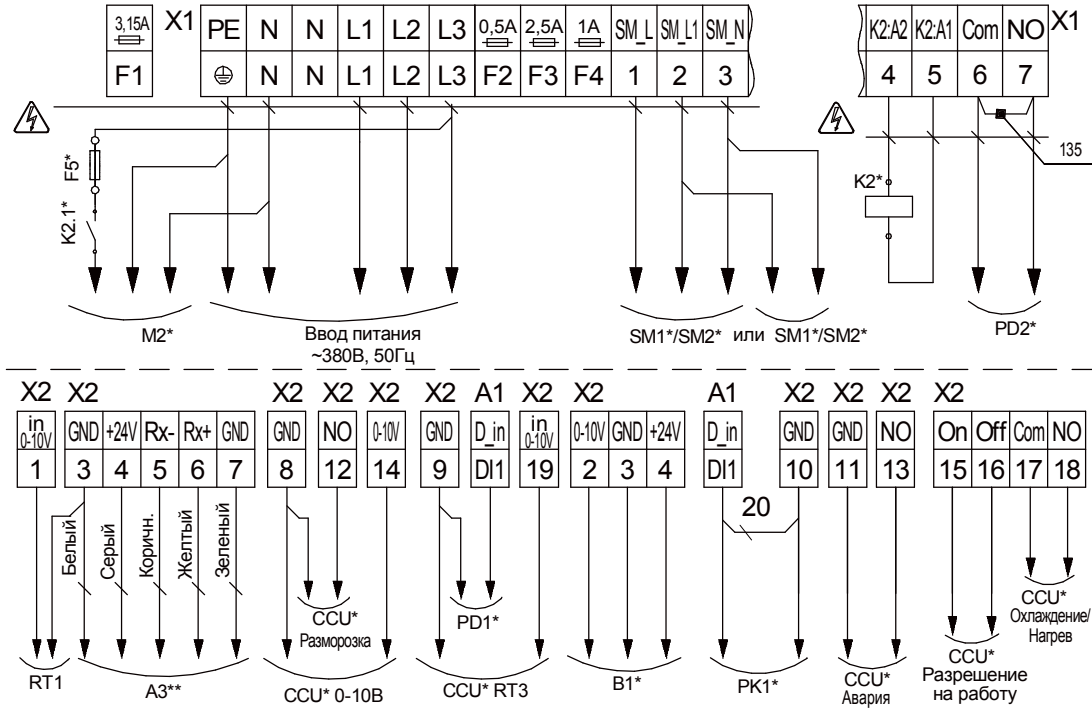 3,15A X1 PE N N L1 L2 L3 0,5A 2,5A 1A SM_L SM_L1 SM_N K2:A2 K2:A1 Com NO X1
F1 N N L1 L2 L3 F2 F3 F4 1 2 3 4 5 6 7
135
F5*
K2*
K2.1*
M2*
Ввод питания
~380В, 50Гц
SM1*/SM2* или SM1*/SM2*
PD2*
X2 X2 X2 X2 X2 X2 A1 X2 X2 A1 X2 X2 X2 X2
in 0-10V GND +24V Rx- Rx+ GND GND NO 0-10V GND D_in in 0-10V 0-10V GND +24V D_in GND GND NO On Off Com NO
1 3 4 5 6 7 8 12 14 9 DI1 19 2 3 4 DI1 10 11 13 15 16 17 18
20
Белый
Серый
Коричн.
Желтый
Зеленый
CCU*
Разморозка
PD1*
CCU*
Охлаждение/
Нагрев
RT1
A3**
CCU* 0-10В
CCU* RT3
B1*
PK1*
CCU*
Авария
CCU*
Разрешение
на работу